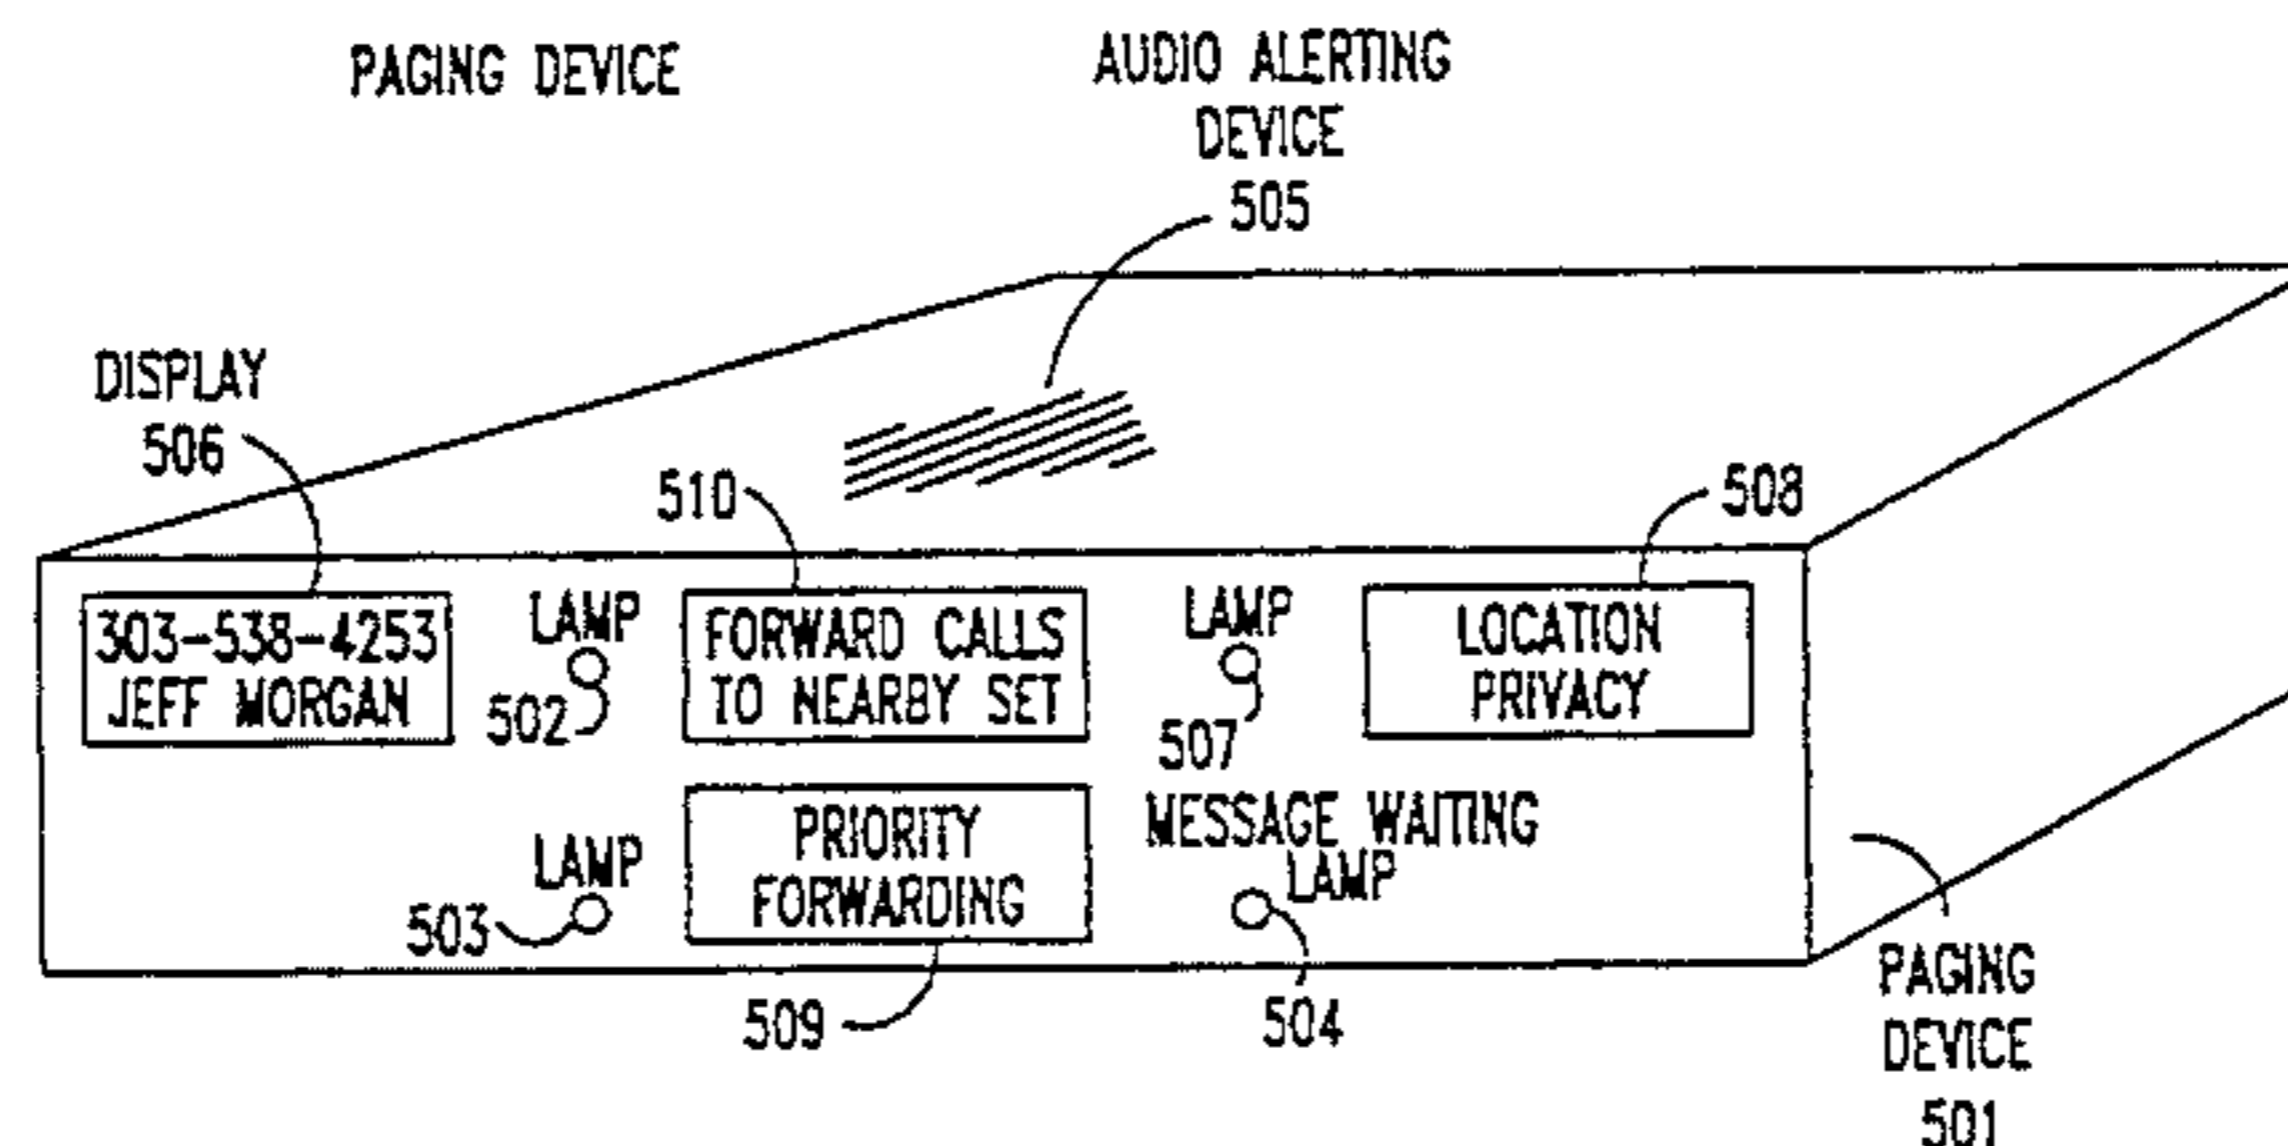 PAGING DEVICE
AUDIO ALERTING
DEVICE
505
DISPLAY
506
510
508
303-538-4253
JEFF MORGAN
LAMP
502
FORWARD CALLS
TO NEARBY SET
LAMP
507
LOCATION
PRIVACY
LAMP
503
PRIORITY
FORWARDING
MESSAGE WAITING
LAMP
509
504
PAGING
DEVICE
501